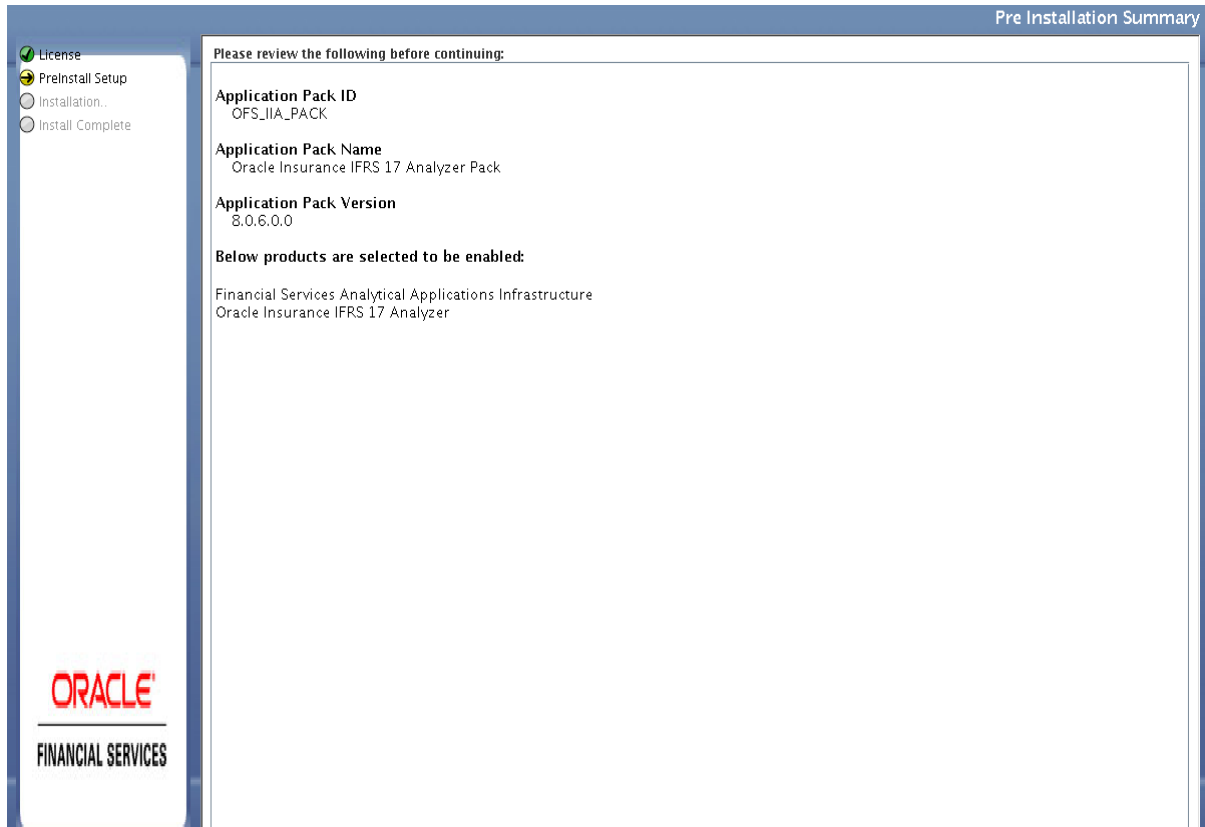 Pre Installation Summary
License
PreInstall Setup
Installation..
Install Complete
Please review the following before continuing:
Application Pack ID
OFS_IIA_PACK
Application Pack Name
Oracle Insurance IFRS 17 Analyzer Pack
Application Pack Version
8.0.6.0.0
Below products are selected to be enabled:
Financial Services Analytical Applications Infrastructure
Oracle Insurance IFRS 17 Analyzer
ORACLE
FINANCIAL SERVICES